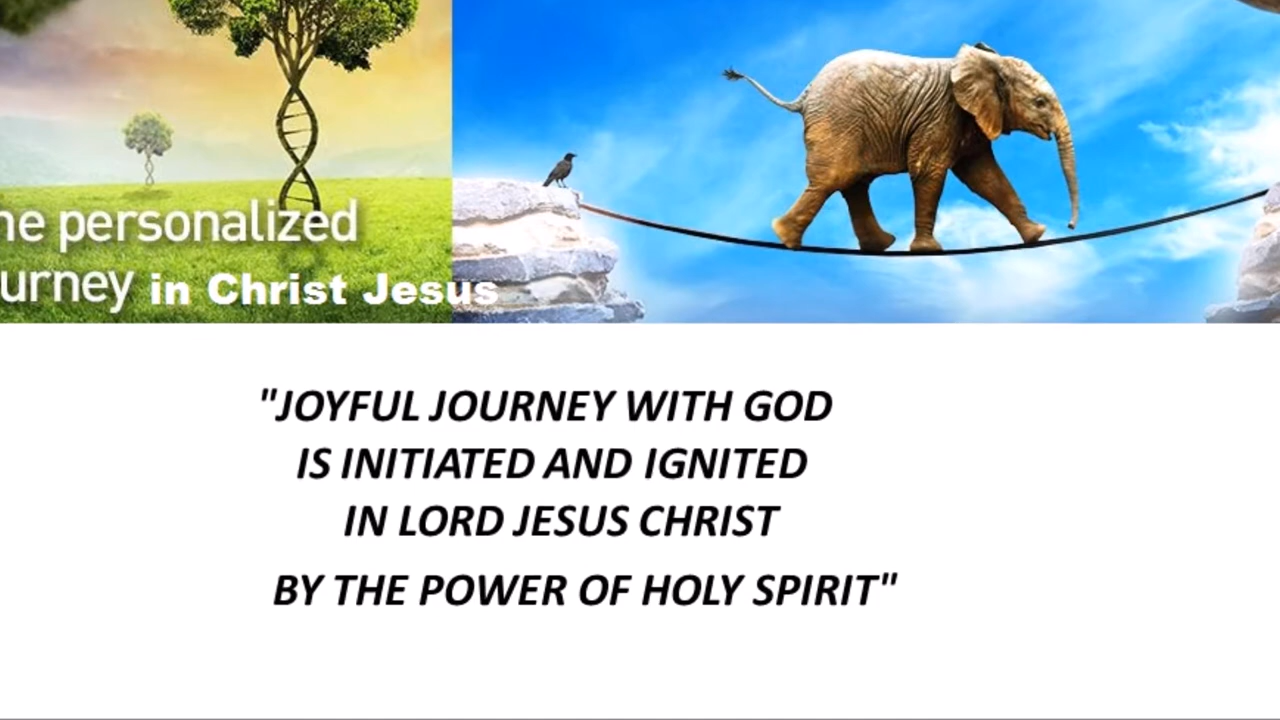 he personalized
urney in Christ Jesus
"JOYFUL JOURNEY WITH GOD
IS INITIATED AND IGNITED
IN LORD JESUS CHRIST
BY THE POWER OF HOLY SPIRIT"